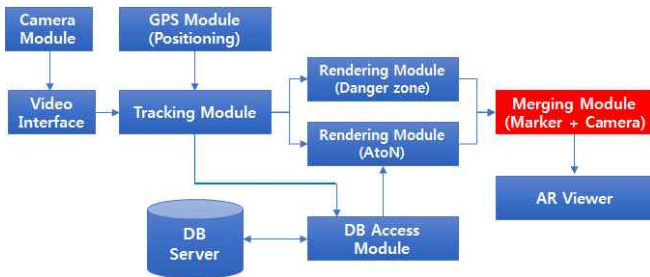 Camera
Module
GPS Module
(Positioning)
Video
Interface
Tracking Module
Rendering Module
(Danger zone)
Rendering Module
(AtoN)
Merging Module
(Marker + Camera)
AR Viewer
DB
Server
DB Access
Module